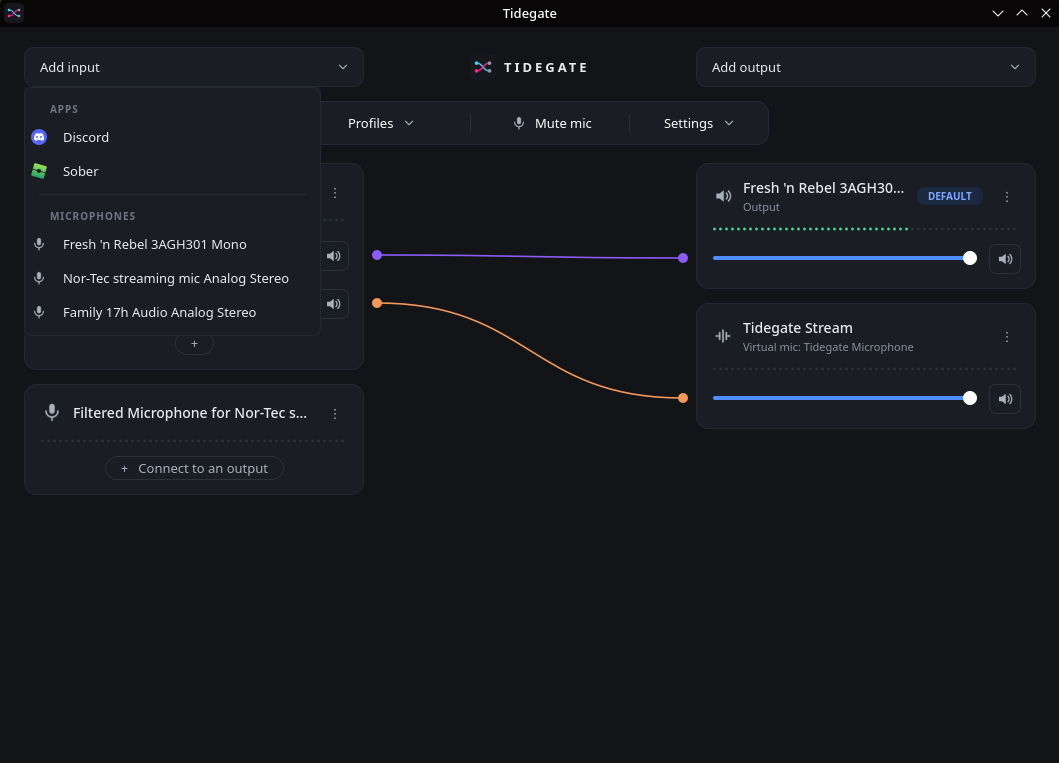 Tidegate
Add input
TIDEGATE
Add output
APPS
Discord
Sober
MICROPHONES
Fresh 'n Rebel 3AGH301 Mono
Nor-Tec streaming mic Analog Stereo
Family 17h Audio Analog Stereo
Profiles
Mute mic
Settings
+
Filtered Microphone for Nor-Tec s...
+ Connect to an output
Fresh 'n Rebel 3AGH30...
DEFAULT
Output
Tidegate Stream
Virtual mic: Tidegate Microphone